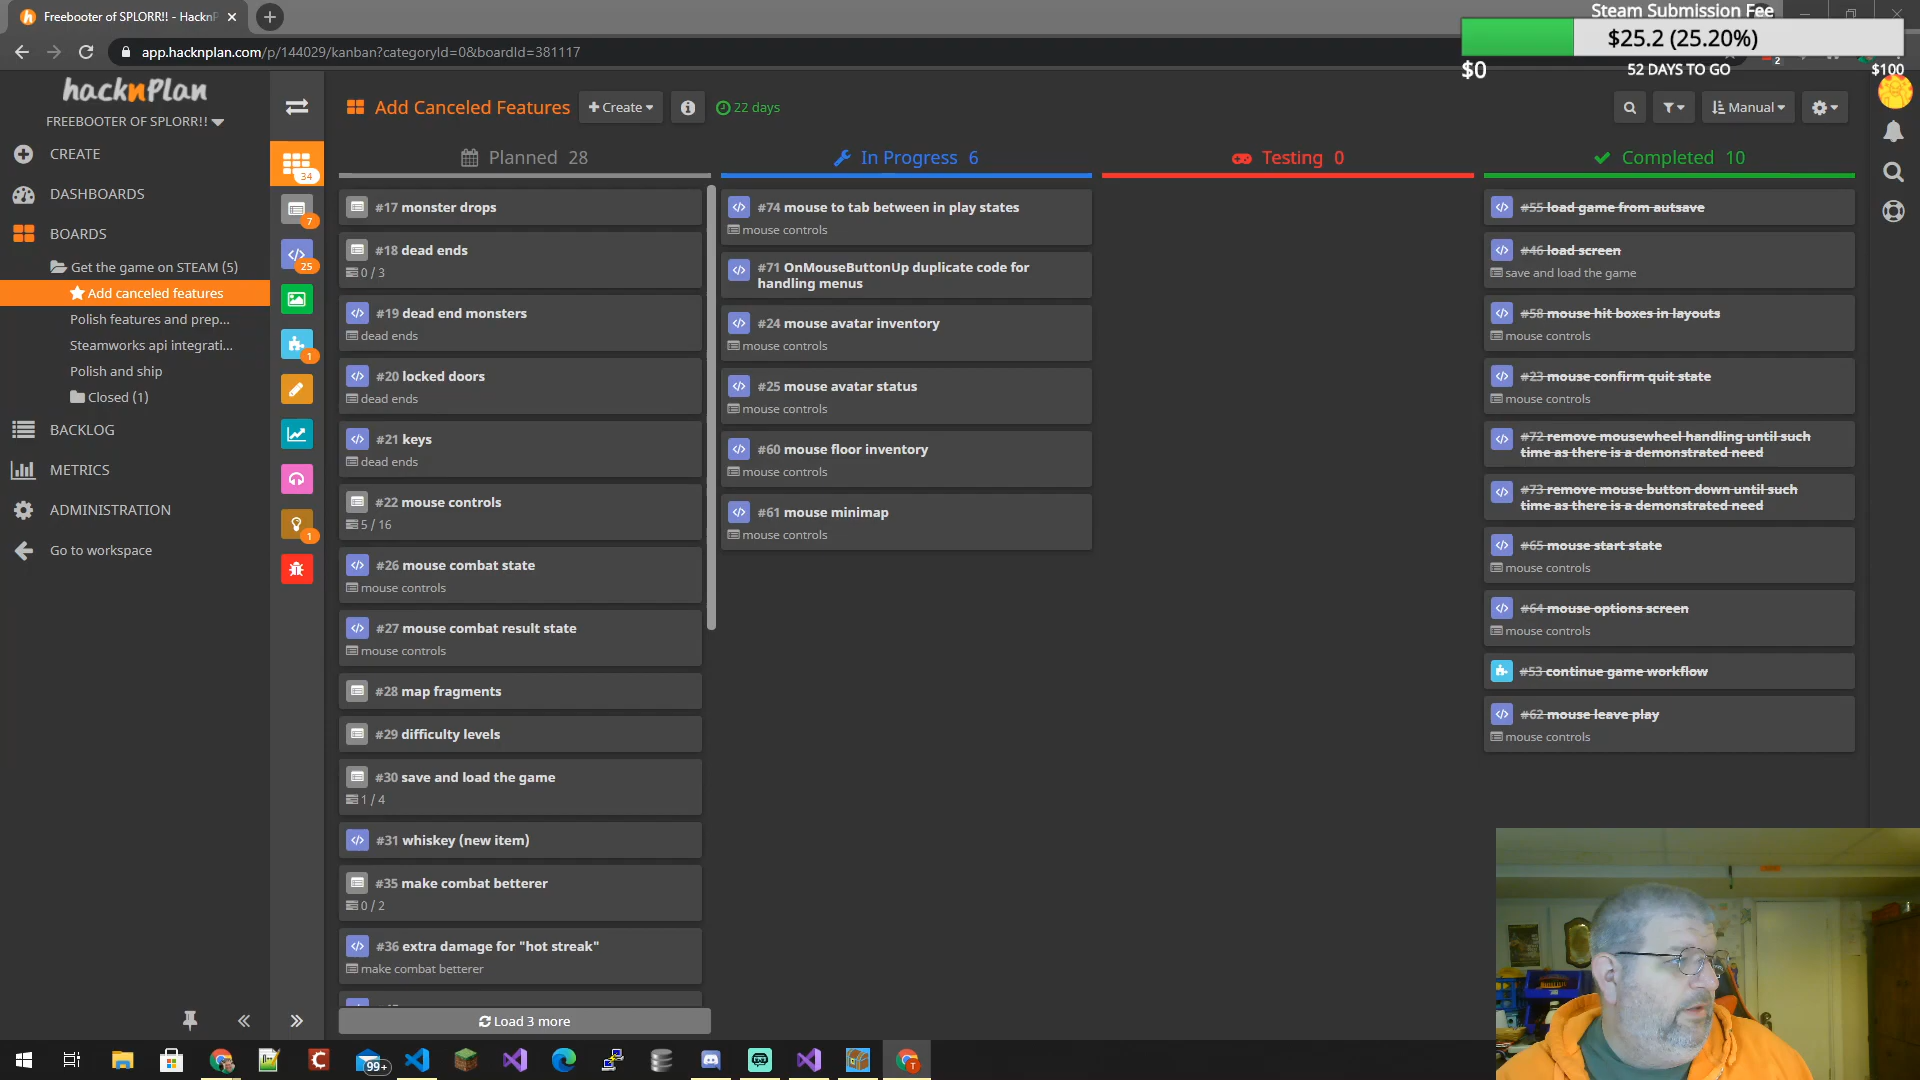 Freebooter of SPLORR!! - HacknP
app.hacknplan.com/p/144029/kanban?categoryId=0&boardId=381117
Steam Submission Fee
$25.2 (25.20%)
$0
52 DAYS TO GO
$100
2
hacknPlan
FREEBOOTER OF SPLORR!!
CREATE
DASHBOARDS
BOARDS
Get the game on STEAM (5)
Add canceled features
Polish features and prep...
Steamworks api integrati...
Polish and ship
Closed (1)
BACKLOG
METRICS
ADMINISTRATION
Go to workspace
34
7
25
1
1
Add Canceled Features
+ Create
22 days
Manual
Planned 28
#17 monster drops
#18 dead ends
0 / 3
#19 dead end monsters
dead ends
#20 locked doors
dead ends
#21 keys
dead ends
#22 mouse controls
5 / 16
#26 mouse combat state
mouse controls
#27 mouse combat result state
mouse controls
#28 map fragments
#29 difficulty levels
#30 save and load the game
1 / 4
#31 whiskey (new item)
#35 make combat betterer
0 / 2
#36 extra damage for "hot streak"
make combat betterer
Load 3 more
In Progress 6
#74 mouse to tab between in play states
mouse controls
#71 OnMouseButtonUp duplicate code for
handling menus
#24 mouse avatar inventory
mouse controls
#25 mouse avatar status
mouse controls
#60 mouse floor inventory
mouse controls
#61 mouse minimap
mouse controls
Testing 0
Completed 10
#55 load game from autsave
#46 load screen
save and load the game
#58 mouse hit boxes in layouts
mouse controls
#23 mouse confirm quit state
mouse controls
#72 remove mousewheel handling until such
time as there is a demonstrated need
#73 remove mouse button down until such
time as there is a demonstrated need
#65 mouse start state
mouse controls
#64 mouse options screen
mouse controls
#53 continue game workflow
#62 mouse leave play
mouse controls
99+